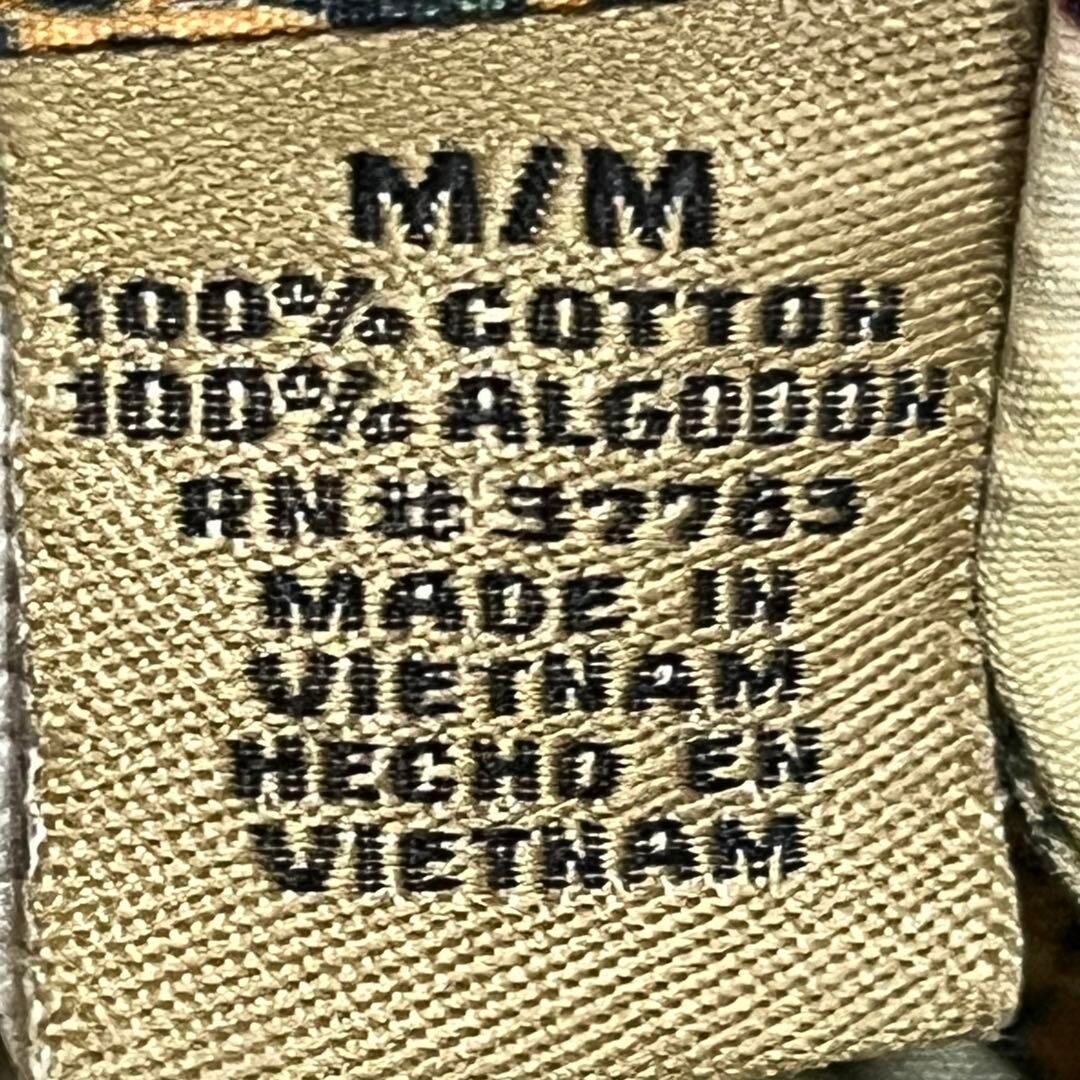 M/M
100% COTTON
100% ALGODON
RN# 37763
MADE IN
VIETNAM
HECHO EN
VIETNAM